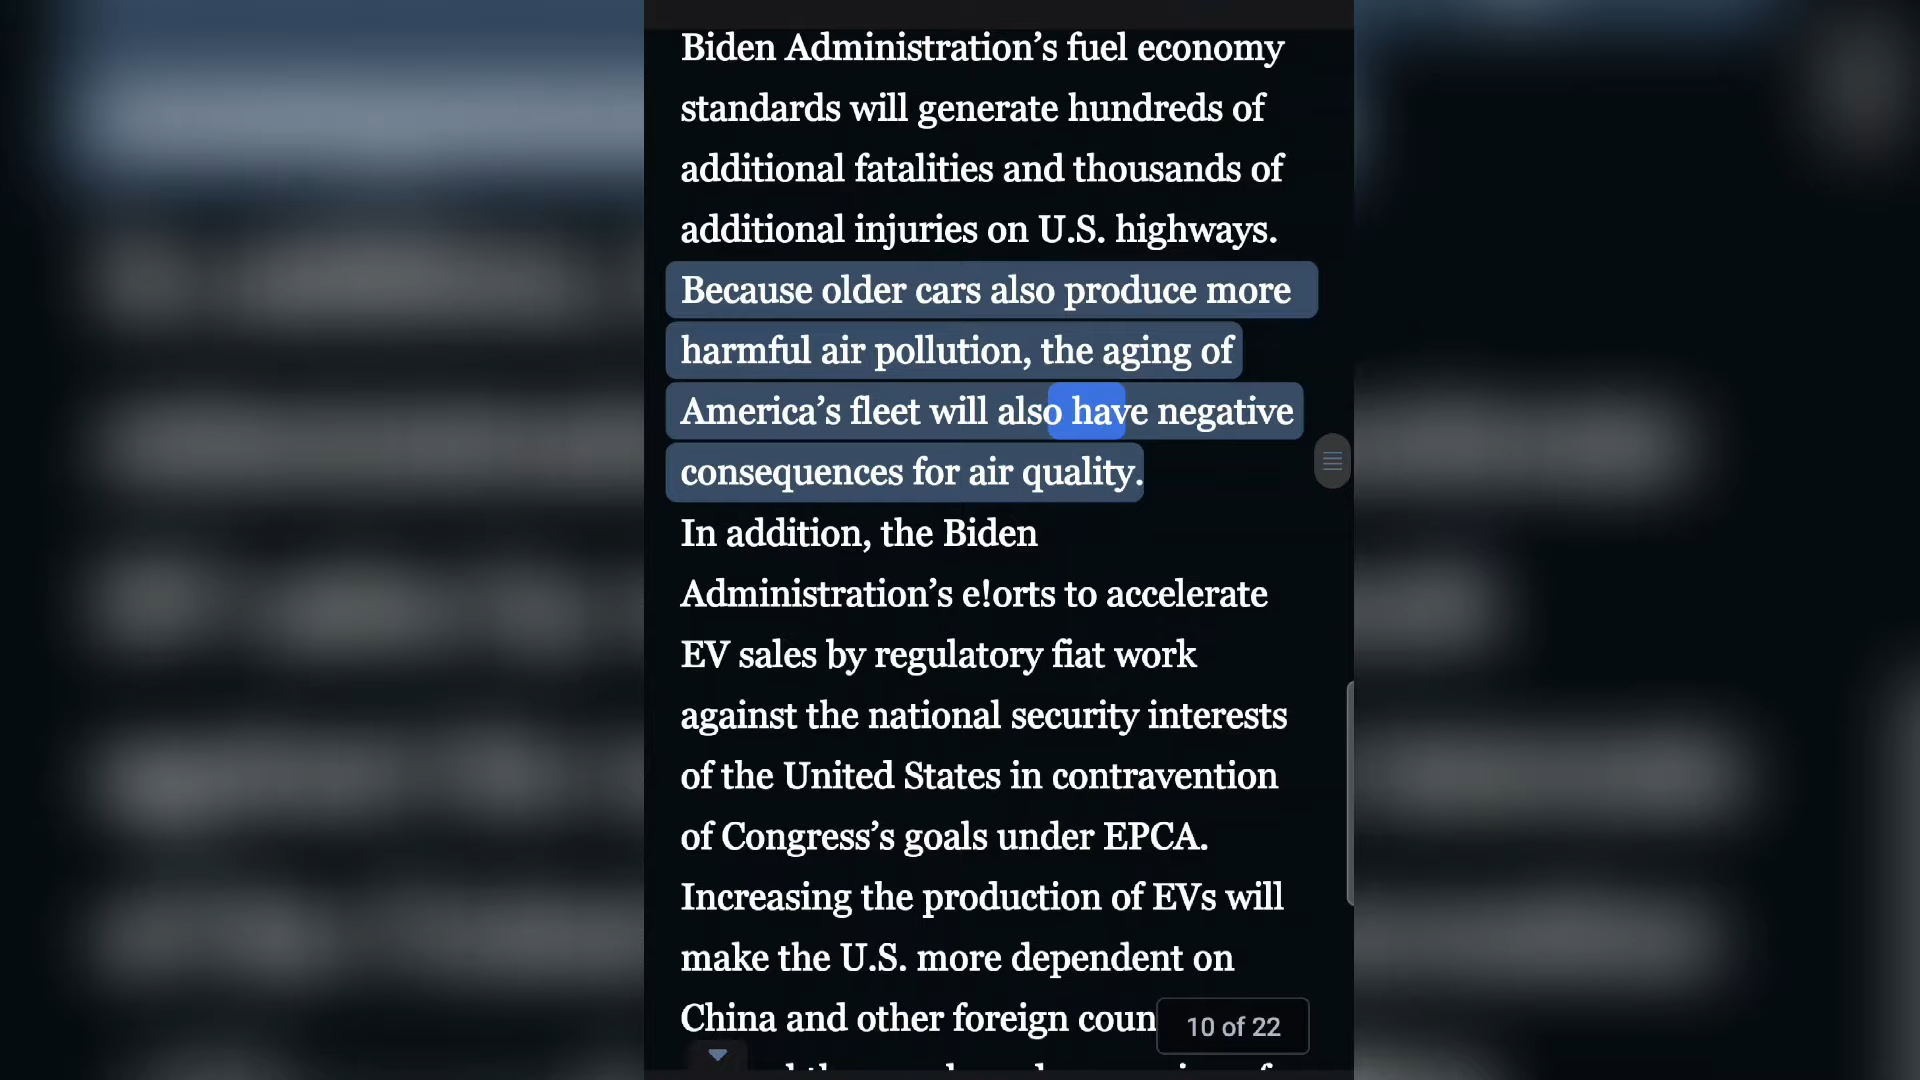 Biden Administration’s fuel economy
standards will generate hundreds of
additional fatalities and thousands of
additional injuries on U.S. highways.
Because older cars also produce more
harmful air pollution, the aging of
America’s fleet will also have negative
consequences for air quality.
In addition, the Biden
Administration’s e!orts to accelerate
EV sales by regulatory fiat work
against the national security interests
of the United States in contravention
of Congress’s goals under EPCA.
Increasing the production of EVs will
make the U.S. more dependent on
China and other foreign coun
10 of 22